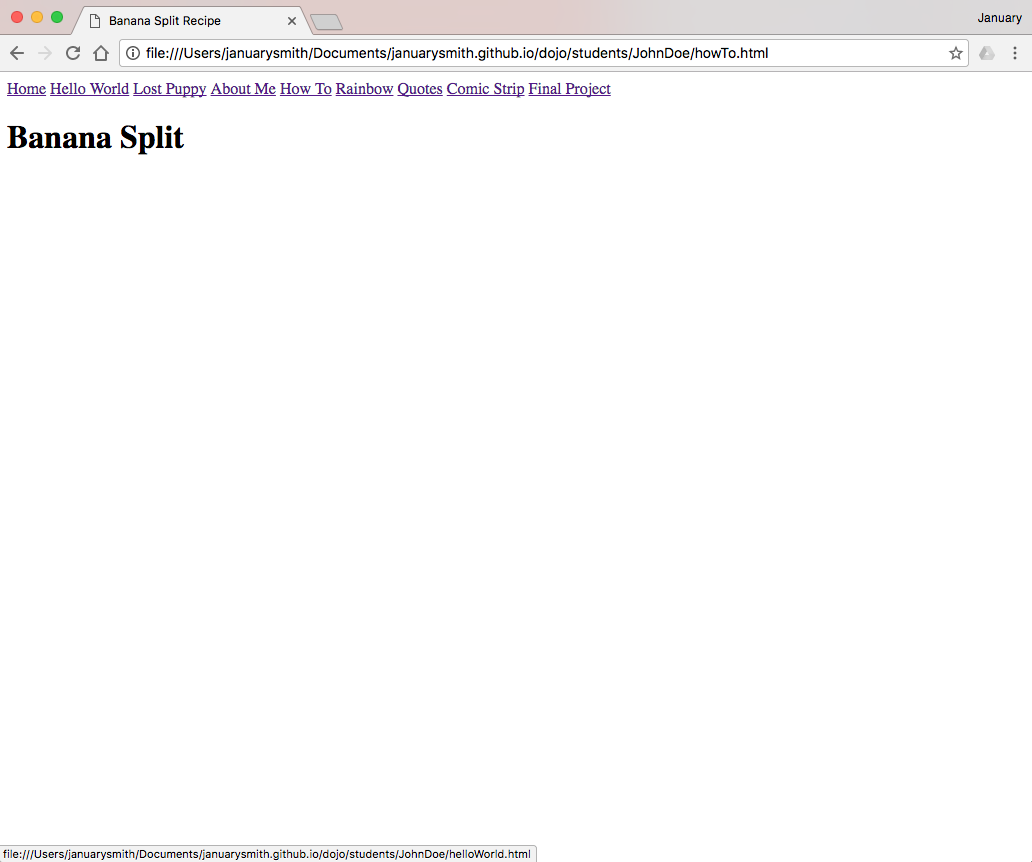 Banana Split Recipe
January
file:///Users/januarysmith/Documents/januarysmith.github.io/dojo/students/JohnDoe/howTo.html
Home Hello World Lost Puppy About Me How To Rainbow Quotes Comic Strip Final Project
Banana Split
file:///Users/januarysmith/Documents/januarysmith.github.io/dojo/students/JohnDoe/helloWorld.html